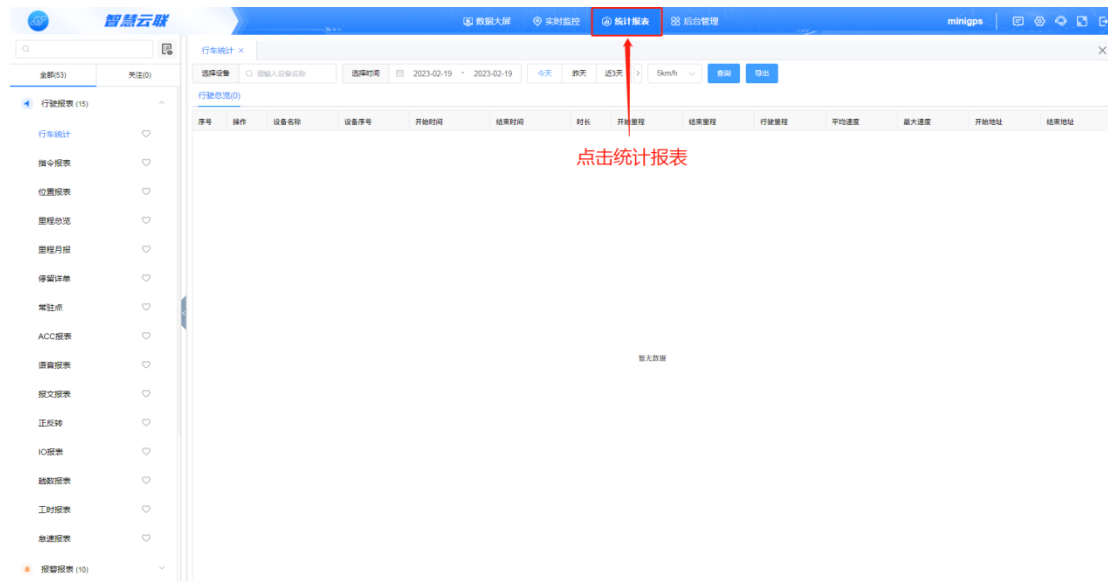 智慧云联
数据大屏 实时监控 统计报表 后台管理
minigps
全部(53) 关注(0)
行车统计 ×
选择设备 请输入设备名称 选择时间 2023-02-19 - 2023-02-19 今天 昨天 近3天 > 5km/h 查询 导出
行驶总览(0)
序号 操作 设备名称 设备序号 开始时间 结束时间 时长 开始里程 结束里程 行驶里程 平均速度 最大速度 开始地址 结束地址
点击统计报表
暂无数据
行驶报表 (15)
行车统计
指令报表
位置报表
里程总览
里程月报
停留详单
常驻点
ACC报表
语音报表
报文报表
正反转
IO报表
趟数报表
工时报表
怠速报表
报警报表 (10)